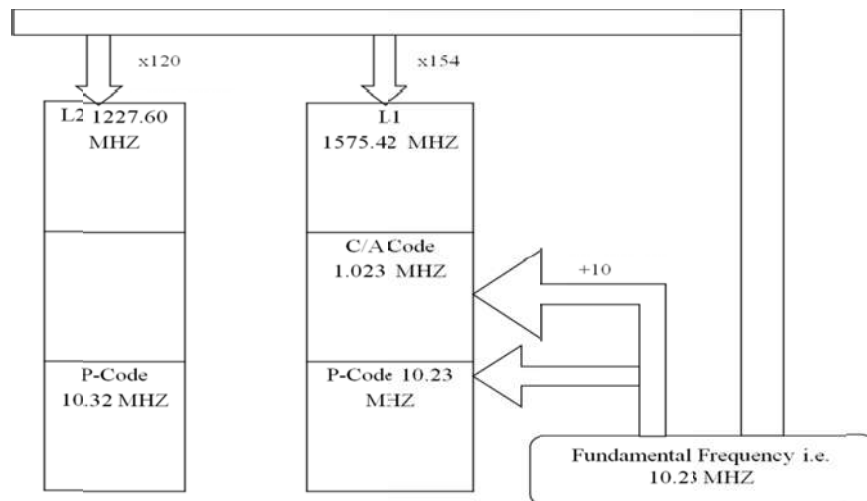 x120
x154
L2 1227.60
MHZ
L1
1575.42 MHZ
C/A Code
1.023 MHZ
+10
P-Code
10.32 MHZ
P-Code 10.23
MHZ
Fundamental Frequency i.e.
10.23 MHZ